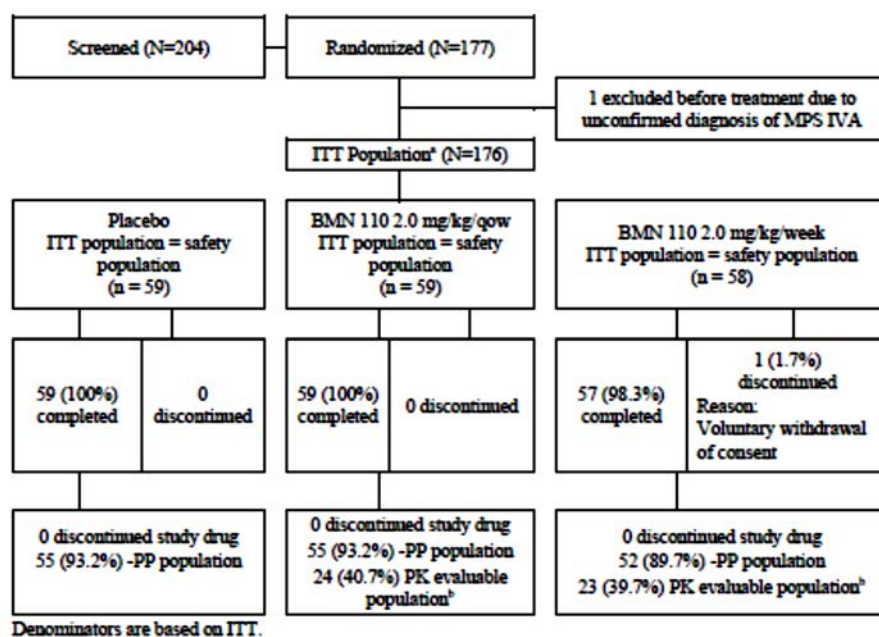 Screened (N=204)
Randomized (N=177)
1 excluded before treatment due to
unconfirmed diagnosis of MPS IVA
ITT Populationᵃ (N=176)
Placebo
ITT population = safety
population
(n = 59)
BMN 110 2.0 mg/kg/qow
ITT population = safety
population
(n = 59)
BMN 110 2.0 mg/kg/week
ITT population = safety population
(n = 58)
59 (100%)
completed
0
discontinued
59 (100%)
completed
0 discontinued
57 (98.3%)
completed
1 (1.7%)
discontinued
Reason:
Voluntary withdrawal
of consent
0 discontinued study drug
55 (93.2%) -PP population
0 discontinued study drug
55 (93.2%) -PP population
24 (40.7%) PK evaluable
populationᵇ
0 discontinued study drug
52 (89.7%) -PP population
23 (39.7%) PK evaluable populationᵇ
Denominators are based on ITT.